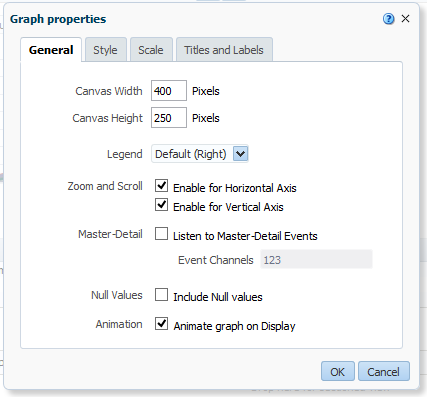 Graph properties
General Style Scale Titles and Labels
Canvas Width 400 Pixels
Canvas Height 250 Pixels
Legend Default (Right)
Zoom and Scroll Enable for Horizontal Axis
Enable for Vertical Axis
Master-Detail Listen to Master-Detail Events
Event Channels 123
Null Values Include Null values
Animation Animate graph on Display
OK Cancel